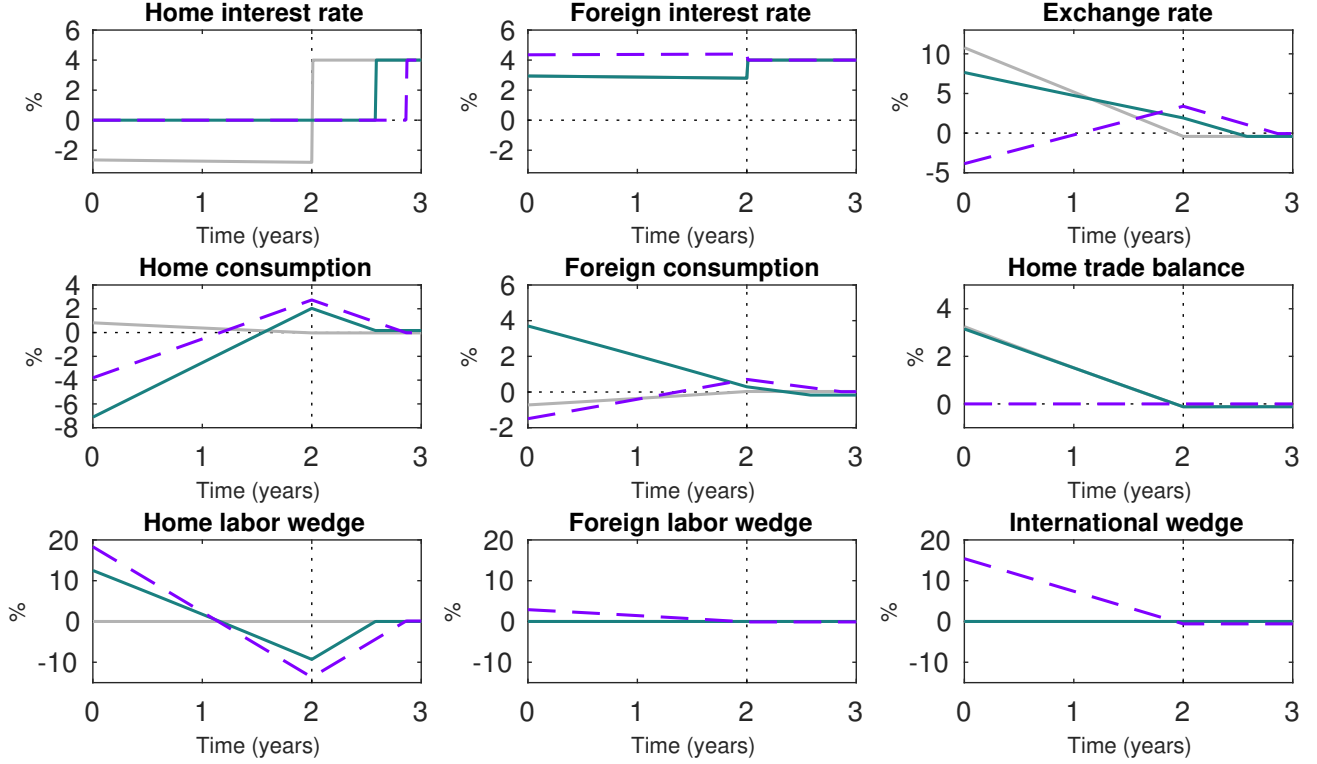 Home interest rate
6
4
2
0
-2
%
0 1 2 3
Time (years)
Foreign interest rate
6
4
2
0
-2
%
0 1 2 3
Time (years)
Exchange rate
10
5
0
-5
%
0 1 2 3
Time (years)
Home consumption
4
2
0
-2
-4
-6
-8
%
0 1 2 3
Time (years)
Foreign consumption
6
4
2
0
-2
%
0 1 2 3
Time (years)
Home trade balance
4
2
0
%
0 1 2 3
Time (years)
Home labor wedge
20
10
0
-10
%
0 1 2 3
Time (years)
Foreign labor wedge
20
10
0
-10
%
0 1 2 3
Time (years)
International wedge
20
10
0
-10
%
0 1 2 3
Time (years)